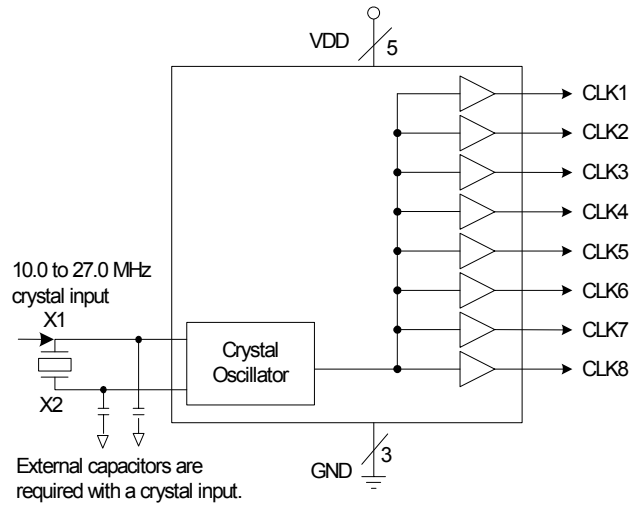 VDD
5
CLK1
CLK2
CLK3
CLK4
CLK5
CLK6
CLK7
CLK8
10.0 to 27.0 MHz
crystal input
X1
X2
Crystal
Oscillator
External capacitors are
required with a crystal input.
GND
3